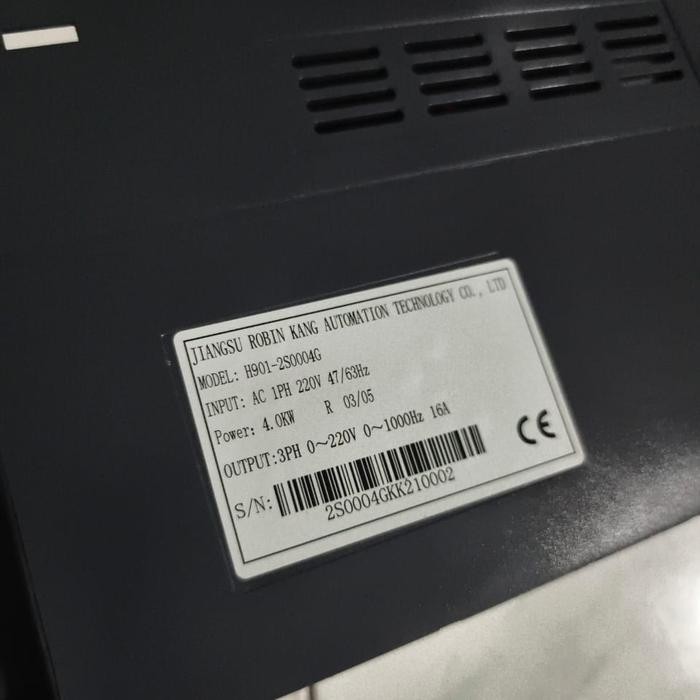 JIANGSU ROBIN KANG AUTOMATION TECHNOLOGY CO., LTD
MODEL: H901-2S0004G
INPUT: AC 1PH 220V 47/63Hz
Power: 4.0KW R 03/05
OUTPUT:3PH 0~220V 0~1000Hz 16A
CE
S/N:
2S0004GKK210002